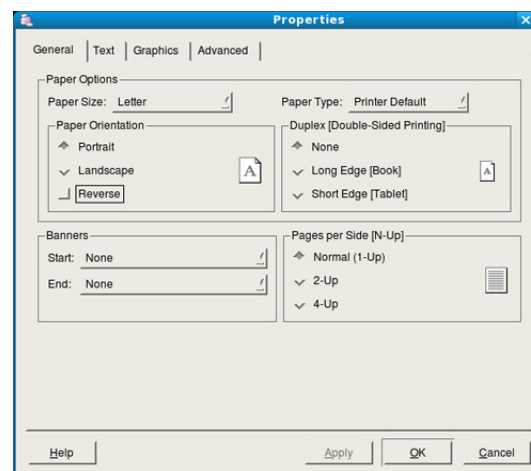 Properties
General Text Graphics Advanced
Paper Options
Paper Size: Letter Paper Type: Printer Default
Paper Orientation Duplex [Double-Sided Printing]
Portrait None
Landscape A Long Edge [Book] A
Reverse Short Edge [Tablet]
Banners Pages per Side [N-Up]
Start: None Normal (1-Up)
End: None 2-Up
4-Up
Help Apply OK Cancel